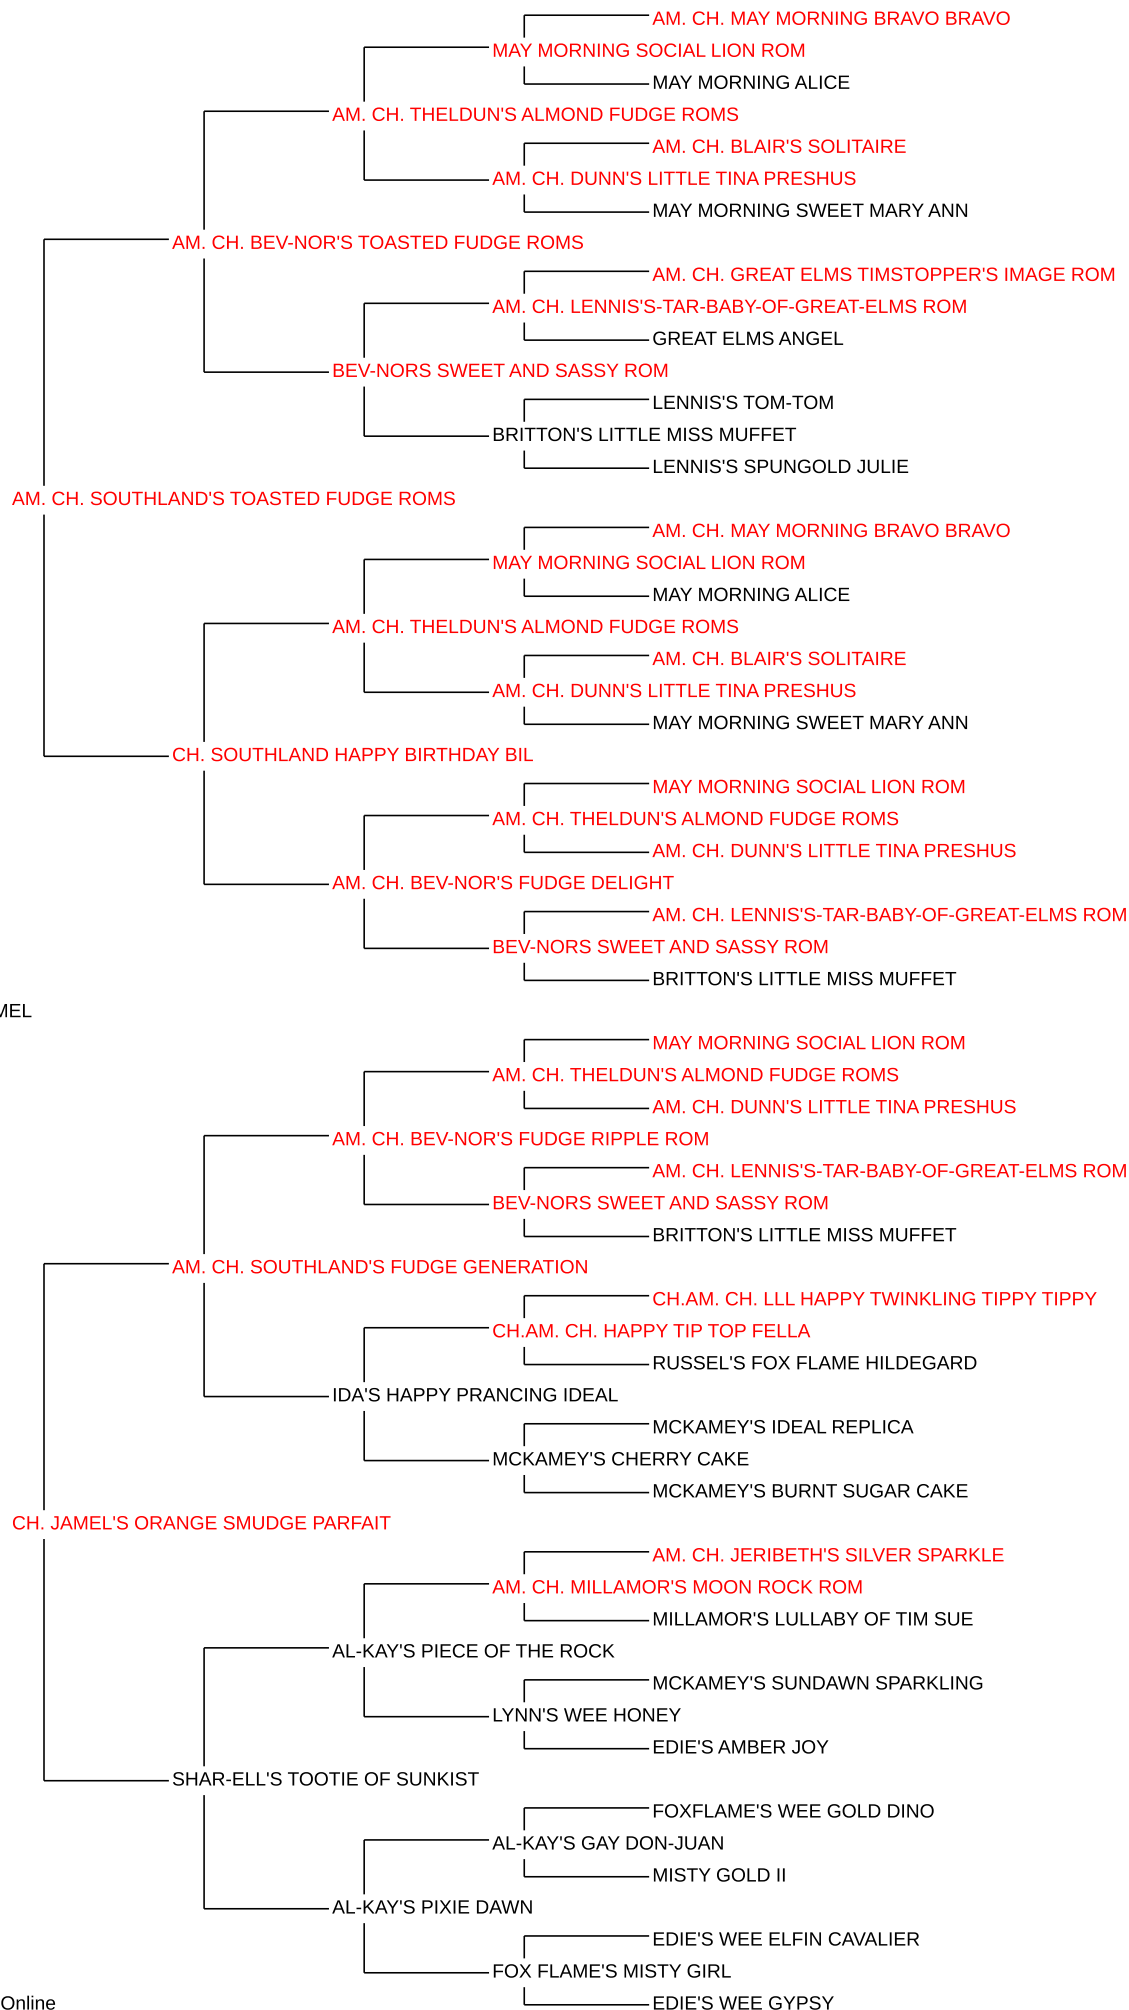 AM. CH. MAY MORNING BRAVO BRAVO
MAY MORNING SOCIAL LION ROM
MAY MORNING ALICE
AM. CH. THELDUN'S ALMOND FUDGE ROMS
AM. CH. BLAIR'S SOLITAIRE
AM. CH. DUNN'S LITTLE TINA PRESHUS
MAY MORNING SWEET MARY ANN
AM. CH. BEV-NOR'S TOASTED FUDGE ROMS
AM. CH. GREAT ELMS TIMSTOPPER'S IMAGE ROM
AM. CH. LENNIS'S-TAR-BABY-OF-GREAT-ELMS ROM
GREAT ELMS ANGEL
BEV-NORS SWEET AND SASSY ROM
LENNIS'S TOM-TOM
BRITTON'S LITTLE MISS MUFFET
LENNIS'S SPUNGOLD JULIE
AM. CH. SOUTHLAND'S TOASTED FUDGE ROMS
AM. CH. MAY MORNING BRAVO BRAVO
MAY MORNING SOCIAL LION ROM
MAY MORNING ALICE
AM. CH. THELDUN'S ALMOND FUDGE ROMS
AM. CH. BLAIR'S SOLITAIRE
AM. CH. DUNN'S LITTLE TINA PRESHUS
MAY MORNING SWEET MARY ANN
CH. SOUTHLAND HAPPY BIRTHDAY BIL
MAY MORNING SOCIAL LION ROM
AM. CH. THELDUN'S ALMOND FUDGE ROMS
AM. CH. DUNN'S LITTLE TINA PRESHUS
AM. CH. BEV-NOR'S FUDGE DELIGHT
AM. CH. LENNIS'S-TAR-BABY-OF-GREAT-ELMS ROM
BEV-NORS SWEET AND SASSY ROM
BRITTON'S LITTLE MISS MUFFET
MEL
MAY MORNING SOCIAL LION ROM
AM. CH. THELDUN'S ALMOND FUDGE ROMS
AM. CH. DUNN'S LITTLE TINA PRESHUS
AM. CH. BEV-NOR'S FUDGE RIPPLE ROM
AM. CH. LENNIS'S-TAR-BABY-OF-GREAT-ELMS ROM
BEV-NORS SWEET AND SASSY ROM
BRITTON'S LITTLE MISS MUFFET
AM. CH. SOUTHLAND'S FUDGE GENERATION
CH.AM. CH. LLL HAPPY TWINKLING TIPPY TIPPY
CH.AM. CH. HAPPY TIP TOP FELLA
RUSSEL'S FOX FLAME HILDEGARD
IDA'S HAPPY PRANCING IDEAL
MCKAMEY'S IDEAL REPLICA
MCKAMEY'S CHERRY CAKE
MCKAMEY'S BURNT SUGAR CAKE
CH. JAMEL'S ORANGE SMUDGE PARFAIT
AM. CH. JERIBETH'S SILVER SPARKLE
AM. CH. MILLAMOR'S MOON ROCK ROM
MILLAMOR'S LULLABY OF TIM SUE
AL-KAY'S PIECE OF THE ROCK
MCKAMEY'S SUNDAWN SPARKLING
LYNN'S WEE HONEY
EDIE'S AMBER JOY
SHAR-ELL'S TOOTIE OF SUNKIST
FOXFLAME'S WEE GOLD DINO
AL-KAY'S GAY DON-JUAN
MISTY GOLD II
AL-KAY'S PIXIE DAWN
EDIE'S WEE ELFIN CAVALIER
FOX FLAME'S MISTY GIRL
Online
EDIE'S WEE GYPSY